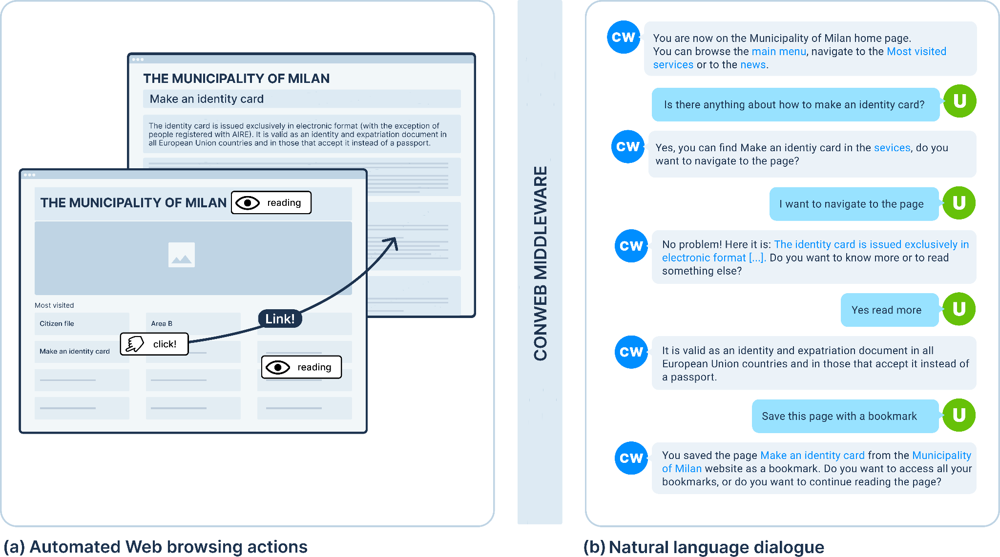 THE MUNICIPALITY OF MILAN
Make an identity card
The identity card is issued exclusively in electronic format (with the exception of
people registered with AIRE). It is valid as an identity and expatriation document in
all European Union countries and in those that accept it instead of a passport.
THE MUNICIPALITY OF MILAN
reading
Most visited
Citizen file
Area B
Link!
click!
Make an identity card
reading
(a) Automated Web browsing actions
CONWEB MIDDLEWARE
CW
You are now on the Municipality of Milan home page.
You can browse the main menu, navigate to the Most visited
services or to the news.
Is there anything about how to make an identity card?
U
CW
Yes, you can find Make an identiy card in the sevices, do you
want to navigate to the page?
I want to navigate to the page
U
CW
No problem! Here it is: The identity card is issued exclusively in
electronic format [...]. Do you want to know more or to read
something else?
Yes read more
U
CW
It is valid as an identity and expatriation document in all
European Union countries and in those that accept it instead of
a passport.
Save this page with a bookmark
U
CW
You saved the page Make an identity card from the Municipality
of Milan website as a bookmark. Do you want to access all your
bookmarks, or do you want to continue reading the page?
(b) Natural language dialogue